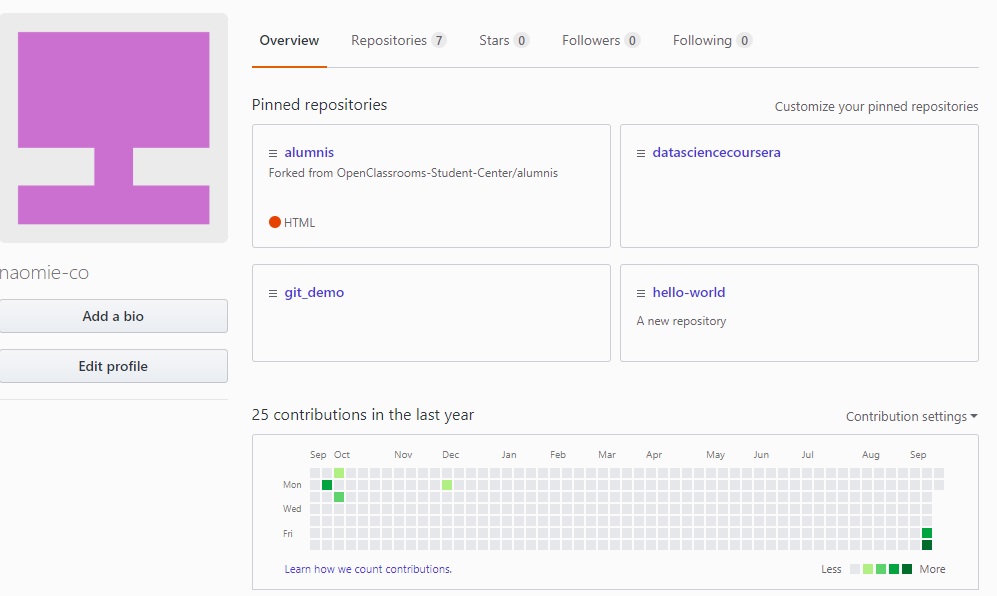 Overview Repositories 7 Stars 0 Followers 0 Following 0
Pinned repositories Customize your pinned repositories
alumnis
Forked from OpenClassrooms-Student-Center/alumnis
HTML
datasciencecoursera
git_demo
hello-world
A new repository
naomie-co
Add a bio
Edit profile
25 contributions in the last year Contribution settings
Sep Oct Nov Dec Jan Feb Mar Apr May Jun Jul Aug Sep
Mon
Wed
Fri
Learn how we count contributions. Less More